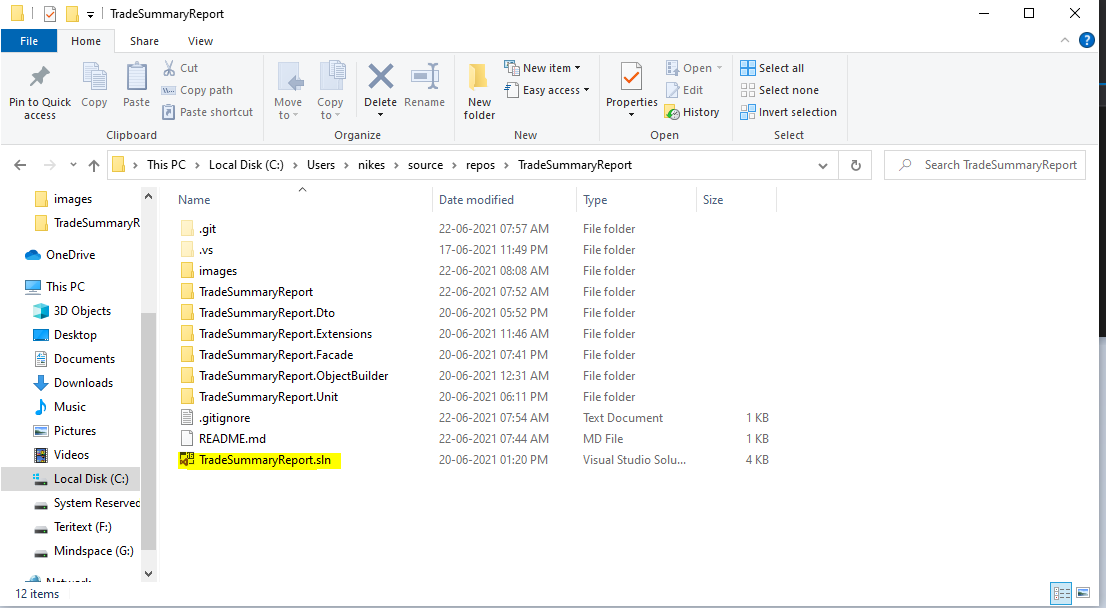 TradeSummaryReport
File Home Share View
Pin to Quick access
Copy
Paste
Cut
Copy path
Paste shortcut
Clipboard
Move to
Copy to
Delete
Rename
Organize
New folder
New item
Easy access
New
Properties
Open
Edit
History
Open
Select all
Select none
Invert selection
Select
This PC > Local Disk (C:) > Users > nikes > source > repos > TradeSummaryReport
Search TradeSummaryReport
images
TradeSummaryR
OneDrive
This PC
3D Objects
Desktop
Documents
Downloads
Music
Pictures
Videos
Local Disk (C:)
System Reserved
Teritext (F:)
Mindspace (G:)
Network
Name Date modified Type Size
.git 22-06-2021 07:57 AM File folder
.vs 17-06-2021 11:49 PM File folder
images 22-06-2021 08:08 AM File folder
TradeSummaryReport 22-06-2021 07:52 AM File folder
TradeSummaryReport.Dto 20-06-2021 05:52 PM File folder
TradeSummaryReport.Extensions 20-06-2021 11:46 AM File folder
TradeSummaryReport.Facade 20-06-2021 07:41 PM File folder
TradeSummaryReport.ObjectBuilder 20-06-2021 12:31 AM File folder
TradeSummaryReport.Unit 20-06-2021 06:11 PM File folder
.gitignore 22-06-2021 07:54 AM Text Document 1 KB
README.md 22-06-2021 07:44 AM MD File 1 KB
TradeSummaryReport.sln 20-06-2021 01:20 PM Visual Studio Solu... 4 KB
12 items